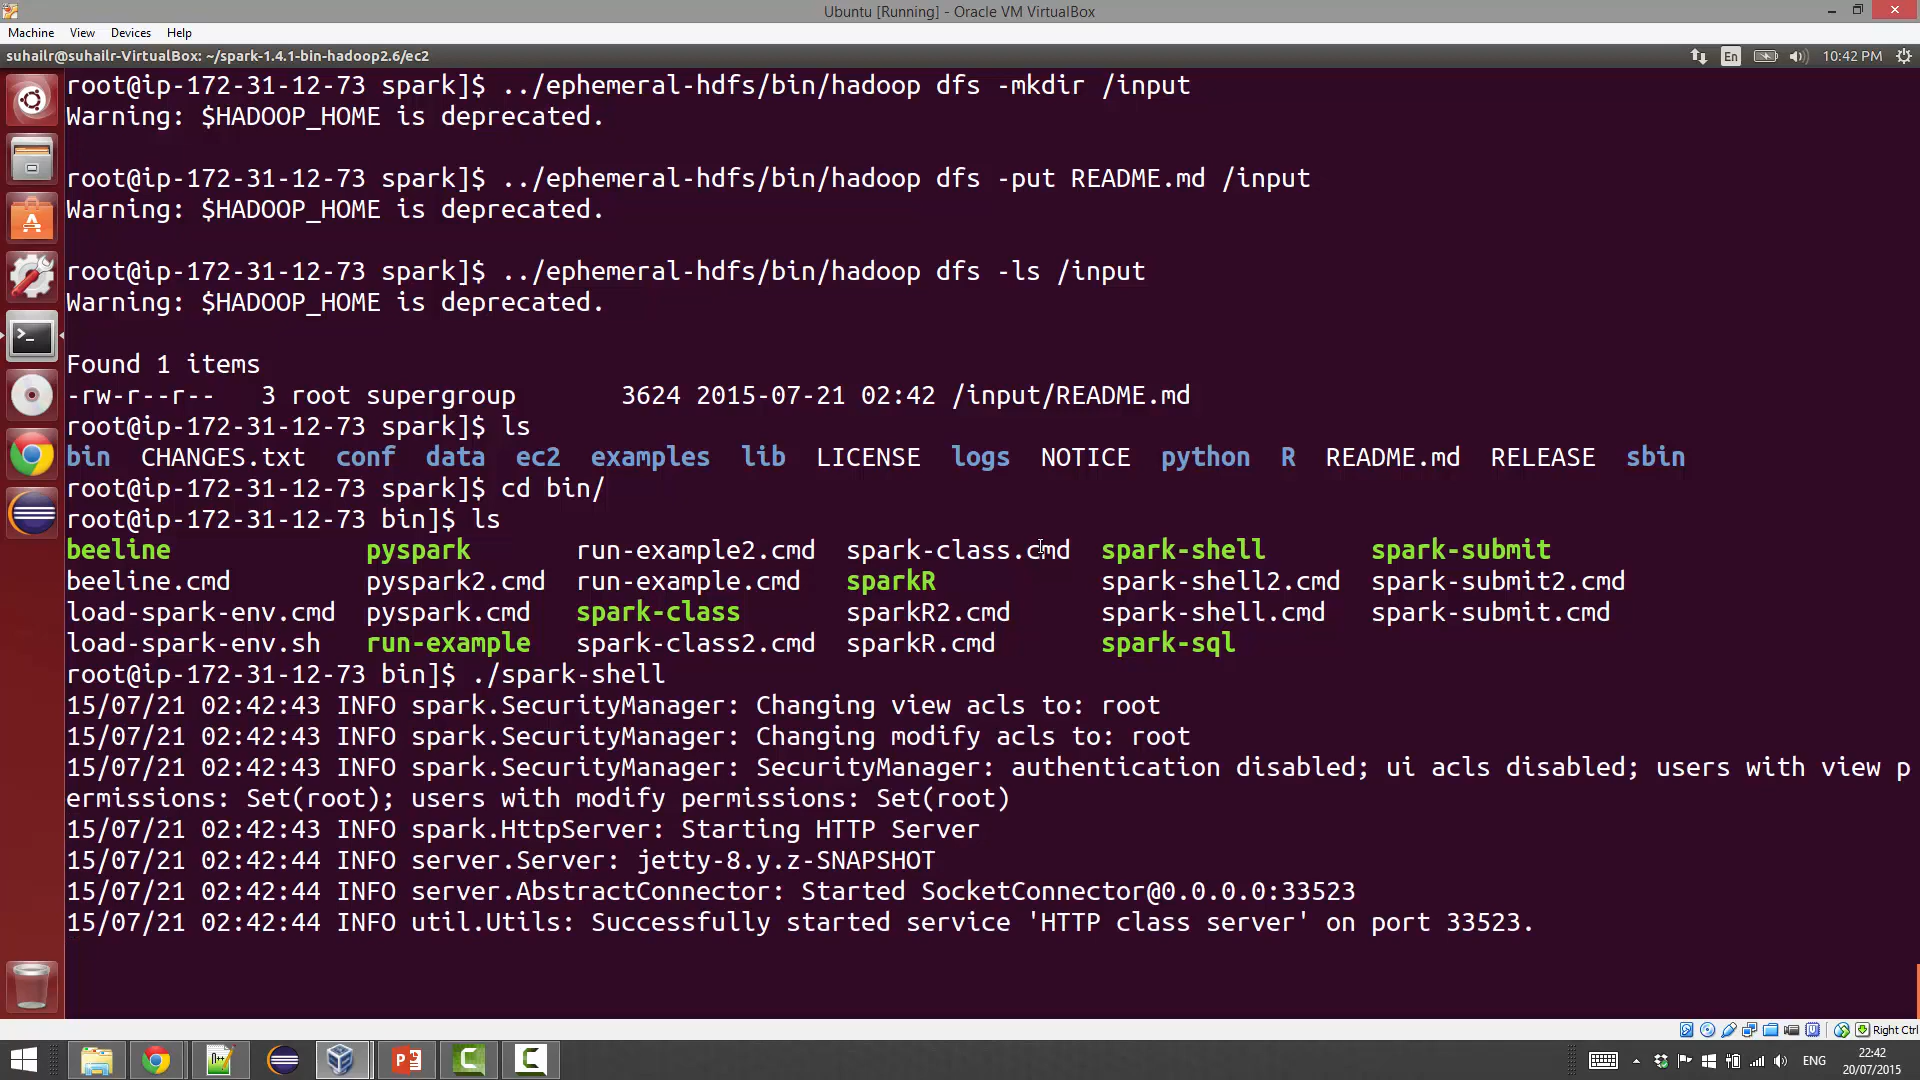 Ubuntu [Running] - Oracle VM VirtualBox
Machine View Devices Help
suhailr@suhailr-VirtualBox: ~/spark-1.4.1-bin-hadoop2.6/ec2
En
10:42 PM
root@ip-172-31-12-73 spark]$ ../ephemeral-hdfs/bin/hadoop dfs -mkdir /input
Warning: $HADOOP_HOME is deprecated.
root@ip-172-31-12-73 spark]$ ../ephemeral-hdfs/bin/hadoop dfs -put README.md /input
Warning: $HADOOP_HOME is deprecated.
root@ip-172-31-12-73 spark]$ ../ephemeral-hdfs/bin/hadoop dfs -ls /input
Warning: $HADOOP_HOME is deprecated.
Found 1 items
-rw-r--r--   3 root supergroup       3624 2015-07-21 02:42 /input/README.md
root@ip-172-31-12-73 spark]$ ls
bin  CHANGES.txt  conf  data  ec2  examples  lib  LICENSE  logs  NOTICE  python  R  README.md  RELEASE  sbin
root@ip-172-31-12-73 spark]$ cd bin/
root@ip-172-31-12-73 bin]$ ls
beeline             pyspark       run-example2.cmd  spark-class.cmd  spark-shell       spark-submit
beeline.cmd         pyspark2.cmd  run-example.cmd   sparkR           spark-shell2.cmd  spark-submit2.cmd
load-spark-env.cmd  pyspark.cmd   spark-class       sparkR2.cmd      spark-shell.cmd   spark-submit.cmd
load-spark-env.sh   run-example   spark-class2.cmd  sparkR.cmd       spark-sql
root@ip-172-31-12-73 bin]$ ./spark-shell
15/07/21 02:42:43 INFO spark.SecurityManager: Changing view acls to: root
15/07/21 02:42:43 INFO spark.SecurityManager: Changing modify acls to: root
15/07/21 02:42:43 INFO spark.SecurityManager: SecurityManager: authentication disabled; ui acls disabled; users with view p
ermissions: Set(root); users with modify permissions: Set(root)
15/07/21 02:42:43 INFO spark.HttpServer: Starting HTTP Server
15/07/21 02:42:44 INFO server.Server: jetty-8.y.z-SNAPSHOT
15/07/21 02:42:44 INFO server.AbstractConnector: Started SocketConnector@0.0.0.0:33523
15/07/21 02:42:44 INFO util.Utils: Successfully started service 'HTTP class server' on port 33523.
Right Ctrl
ENG
22:42
20/07/2015